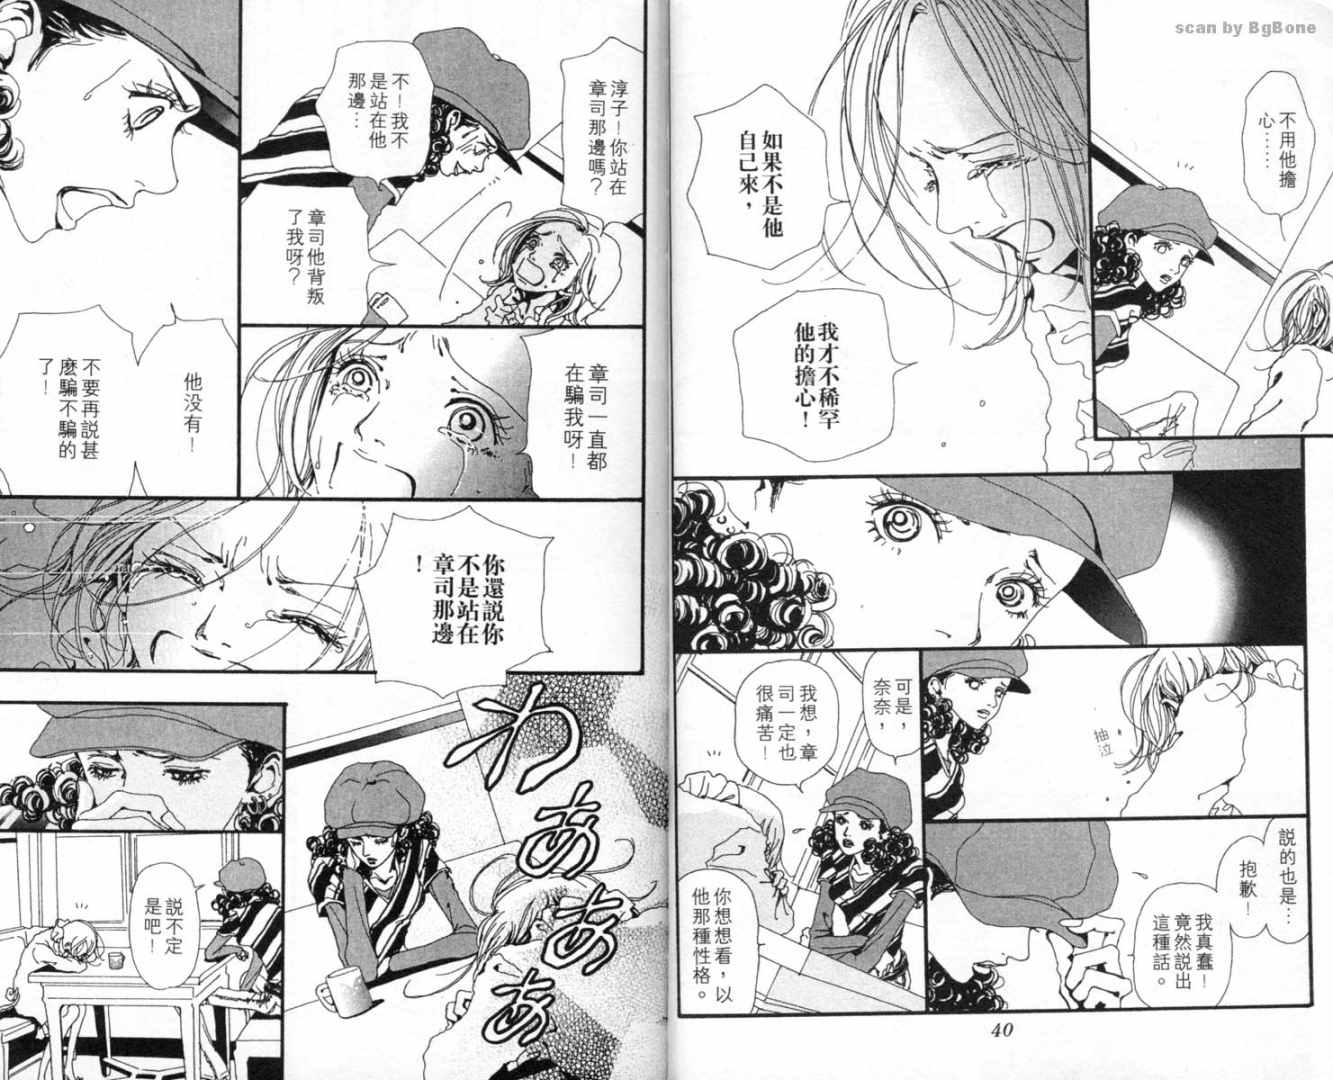 scan by BgBone
不用他擔
心……
如果不是他
自己來，
我才不稀罕
他的擔心！
可是，
奈奈，
我想，章
司一定也
很痛苦！
抽泣
你想想看，以
他那種性格。
說的也是…
抱歉！
我真蠢！
竟然說出
這種話。
40
淳子！你站在
章司那邊嗎？
不！我不
是站在他
那邊…
章司他背叛
了我呀？
章司一直都
在騙我呀！
他没有！
不要再說甚
麽騙不騙的
了！
你還説你
不是站在
章司那邊
！
わぁあぁあ
説不定
是吧！